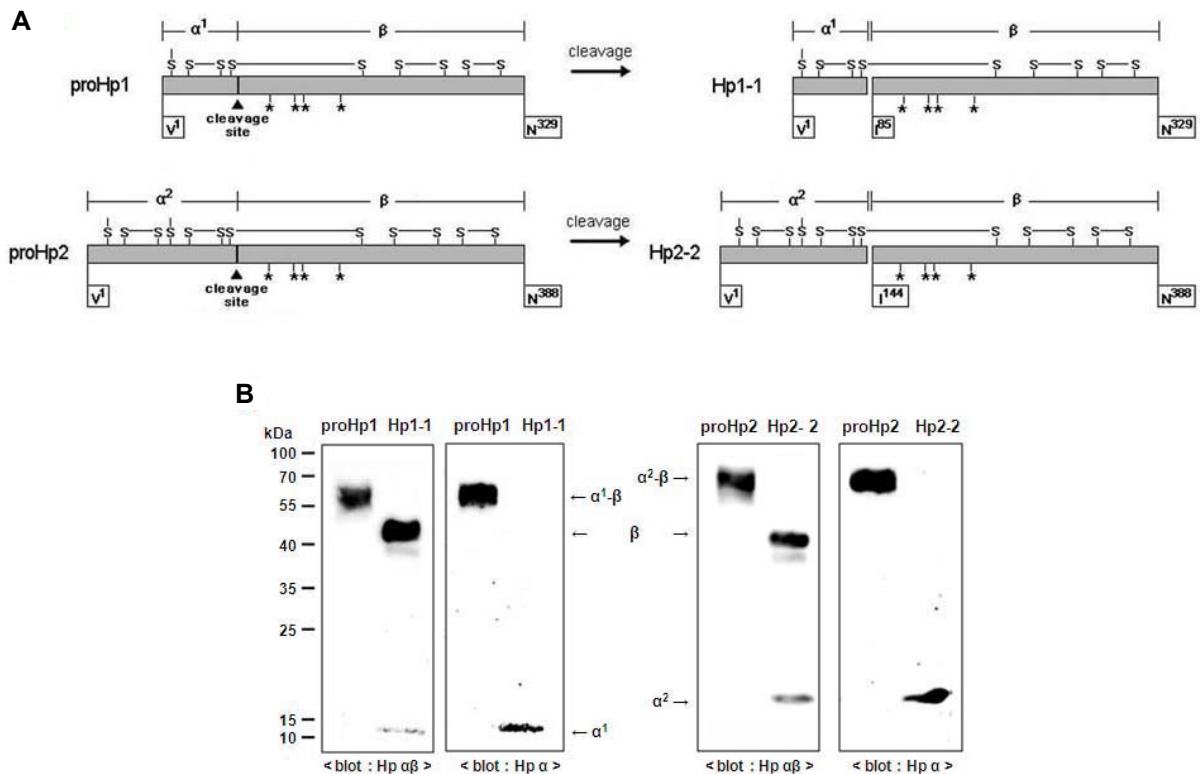 A
α¹ β
α¹ β
cleavage
S S S S S S S S S
S S S S S S S S S
proHp1
Hp1-1
* ** *
* ** *
cleavage
site
V¹
N³²⁹
V¹
I⁸⁵
N³²⁹
α² β
α² β
cleavage
S S S S S S S S S S S S
S S S S S S S S S S S S
proHp2
Hp2-2
* ** *
* ** *
cleavage
site
V¹
N³⁸⁸
V¹
I¹⁴⁴
N³⁸⁸
B
kDa
proHp1 Hp1-1
proHp1 Hp1-1
proHp2 Hp2- 2
proHp2 Hp2-2
100
70
55
40
35
25
15
10
← α¹-β
← β →
← α¹
α²-β →
α² →
< blot : Hp αβ >
< blot : Hp α >
< blot : Hp αβ >
< blot : Hp α >